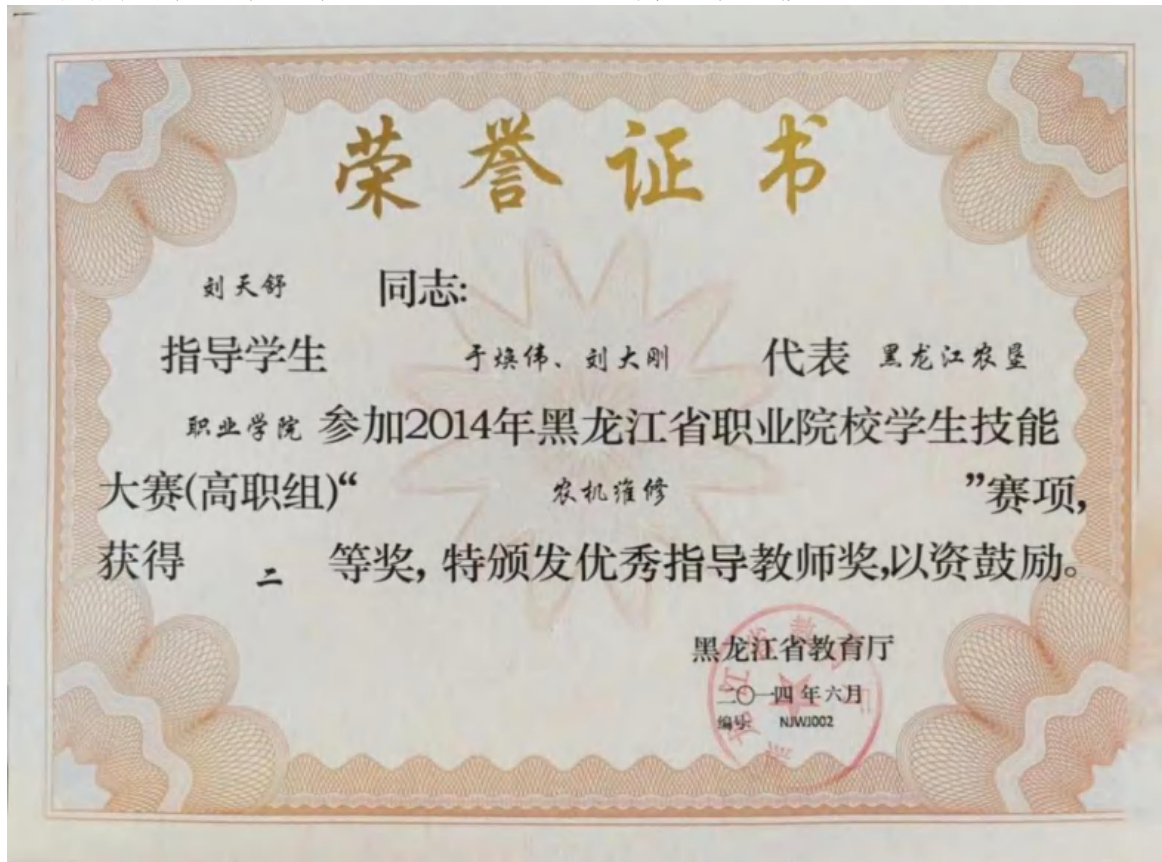 荣誉证书
刘天舒 同志:
指导学生 于焕伟、刘大刚 代表 黑龙江农垦
职业学院 参加2014年黑龙江省职业院校学生技能
大赛(高职组)“ 农机维修 ”赛项,
获得 二 等奖, 特颁发优秀指导教师奖,以资鼓励。
黑龙江省教育厅
二〇一四年六月
编号: NJWJ002